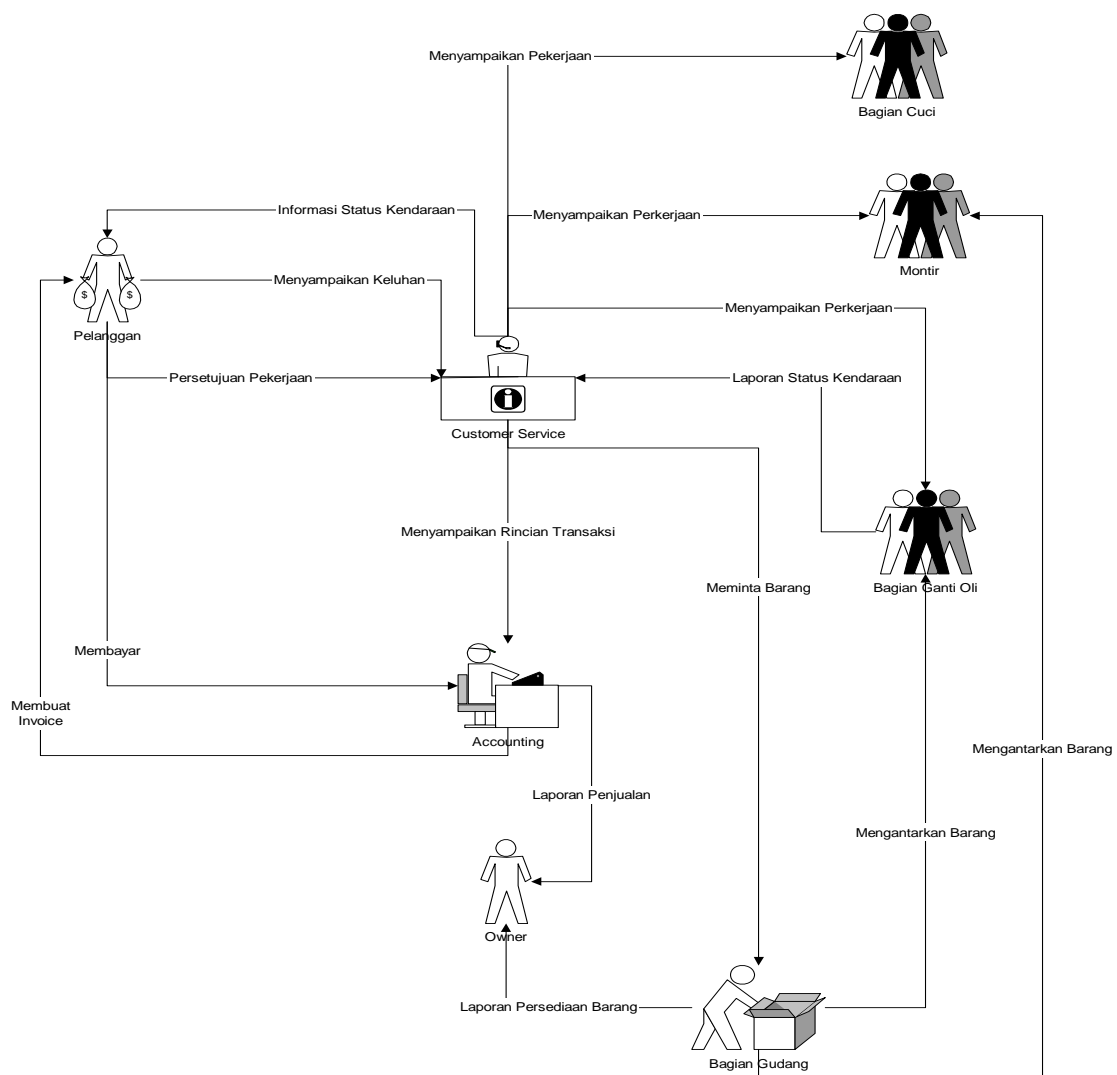 Menyampaikan Pekerjaan
Bagian Cuci
Informasi Status Kendaraan
Menyampaikan Perkerjaan
Montir
Menyampaikan Keluhan
$ $
Pelanggan
Menyampaikan Perkerjaan
Persetujuan Pekerjaan
Laporan Status Kendaraan
Customer Service
Menyampaikan Rincian Transaksi
Meminta Barang
Bagian Ganti Oli
Membayar
Membuat
Invoice
Accounting
Mengantarkan Barang
Laporan Penjualan
Mengantarkan Barang
Owner
Laporan Persediaan Barang
Bagian Gudang